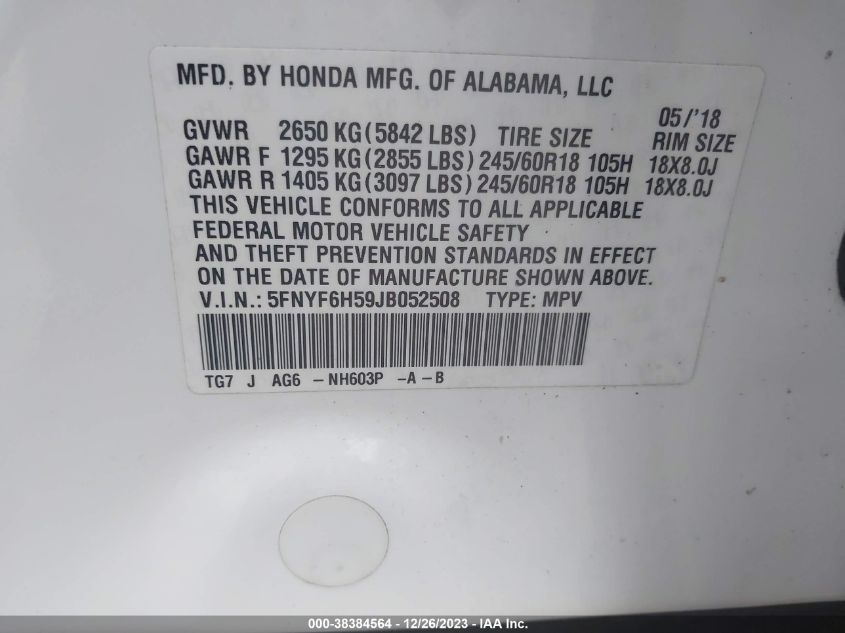 MFD. BY HONDA MFG. OF ALABAMA, LLC
05/'18
GVWR 2650 KG(5842 LBS) TIRE SIZE RIM SIZE
GAWR F 1295 KG(2855 LBS) 245/60R18 105H 18X8.0J
GAWR R 1405 KG(3097 LBS) 245/60R18 105H 18X8.0J
THIS VEHICLE CONFORMS TO ALL APPLICABLE
FEDERAL MOTOR VEHICLE SAFETY
AND THEFT PREVENTION STANDARDS IN EFFECT
ON THE DATE OF MANUFACTURE SHOWN ABOVE.
V.I.N.: 5FNYF6H59JB052508 TYPE: MPV
TG7 J AG6 -NH603P -A-B
000-38384564 - 12/26/2023 - IAA Inc.